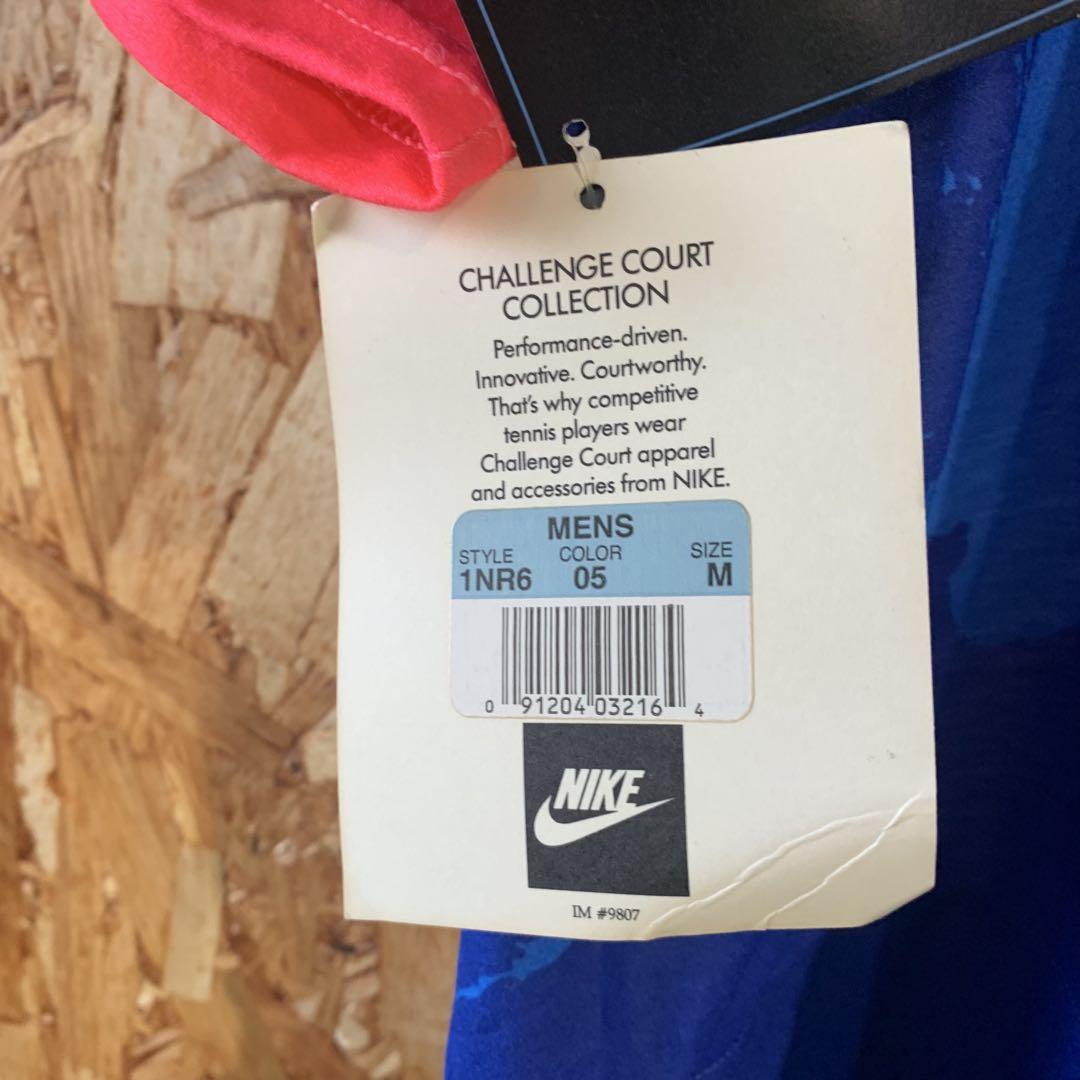 CHALLENGE COURT
COLLECTION
Performance-driven.
Innovative. Courtworthy.
That's why competitive
tennis players wear
Challenge Court apparel
and accessories from NIKE.
MENS
STYLE COLOR SIZE
1NR6 05 M
0 91204 03216 4
NIKE
IM #9807